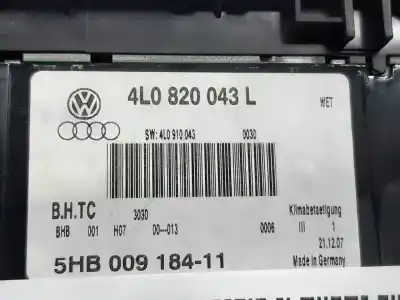 4L0 820 043 L WET
SW: 4L0 910 043 0030
B.H.TC 3030 Klimabetaetigung
BHB 001 H07 00---013 0006 III 1
21.12.07
5HB 009 184-11 Made in Germany